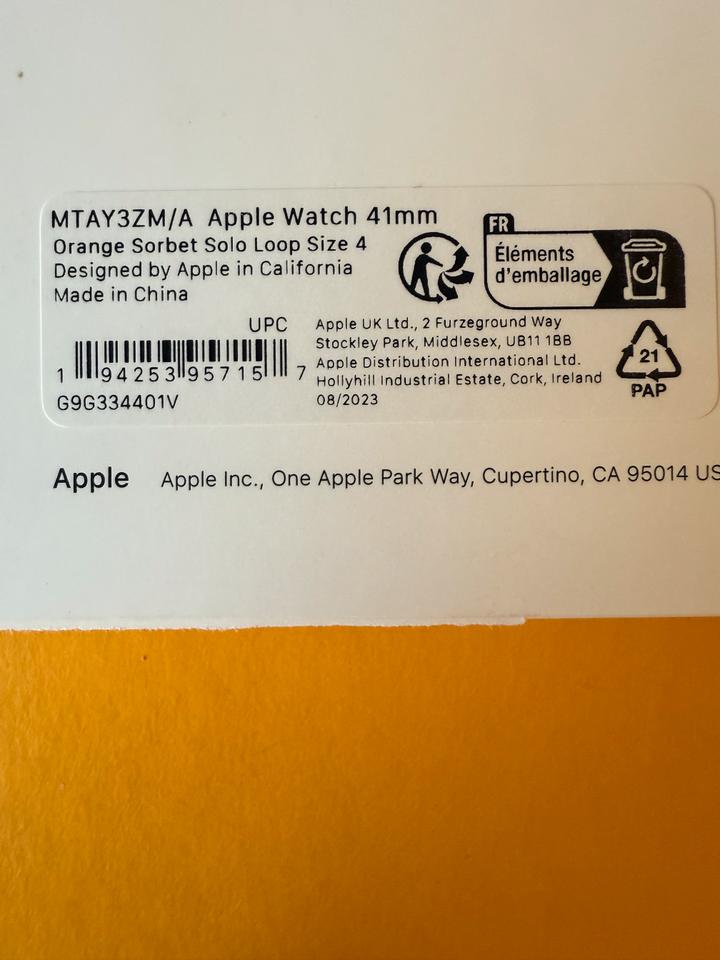 MTAY3ZM/A Apple Watch 41mm
Orange Sorbet Solo Loop Size 4
Designed by Apple in California
Made in China
UPC
1 94253 95715 7
G9G334401V
FR
Éléments
d'emballage
Apple UK Ltd., 2 Furzeground Way
Stockley Park, Middlesex, UB11 1BB
Apple Distribution International Ltd.
Hollyhill Industrial Estate, Cork, Ireland
08/2023
21
PAP
Apple Apple Inc., One Apple Park Way, Cupertino, CA 95014 US